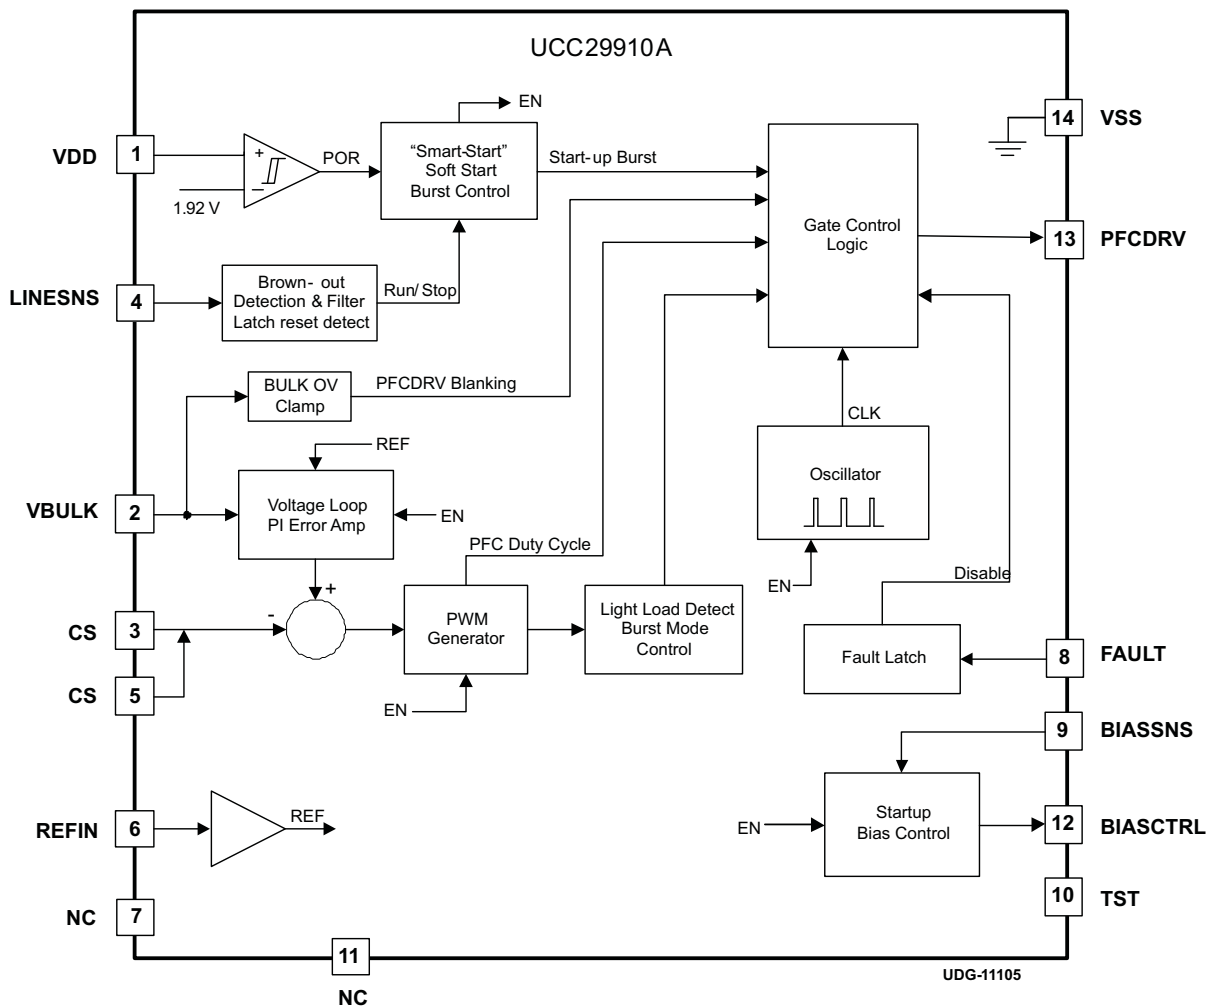 UCC29910A
EN
VDD
1
+
-
1.92 V
POR
“Smart-Start”
Soft Start
Burst Control
Start-up Burst
Gate Control
Logic
14
VSS
13
PFCDRV
LINESNS
4
Brown- out
Detection & Filter
Latch reset detect
Run/ Stop
BULK OV
Clamp
PFCDRV Blanking
CLK
REF
VBULK
2
Voltage Loop
PI Error Amp
EN
Oscillator
EN
PFC Duty Cycle
Disable
+
-
CS
3
PWM
Generator
Light Load Detect
Burst Mode
Control
Fault Latch
8
FAULT
CS
5
EN
9
BIASSNS
REFIN
6
REF
EN
Startup
Bias Control
12
BIASCTRL
10
TST
NC
7
11
NC
UDG-11105